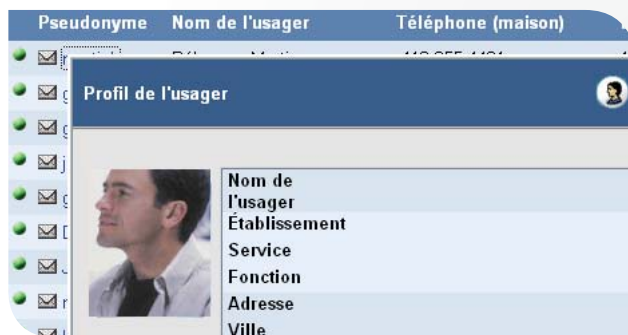 Pseudonyme Nom de l'usager Téléphone (maison)
Profil de l'usager
Nom de
l'usager
Établissement
Service
Fonction
Adresse
Ville